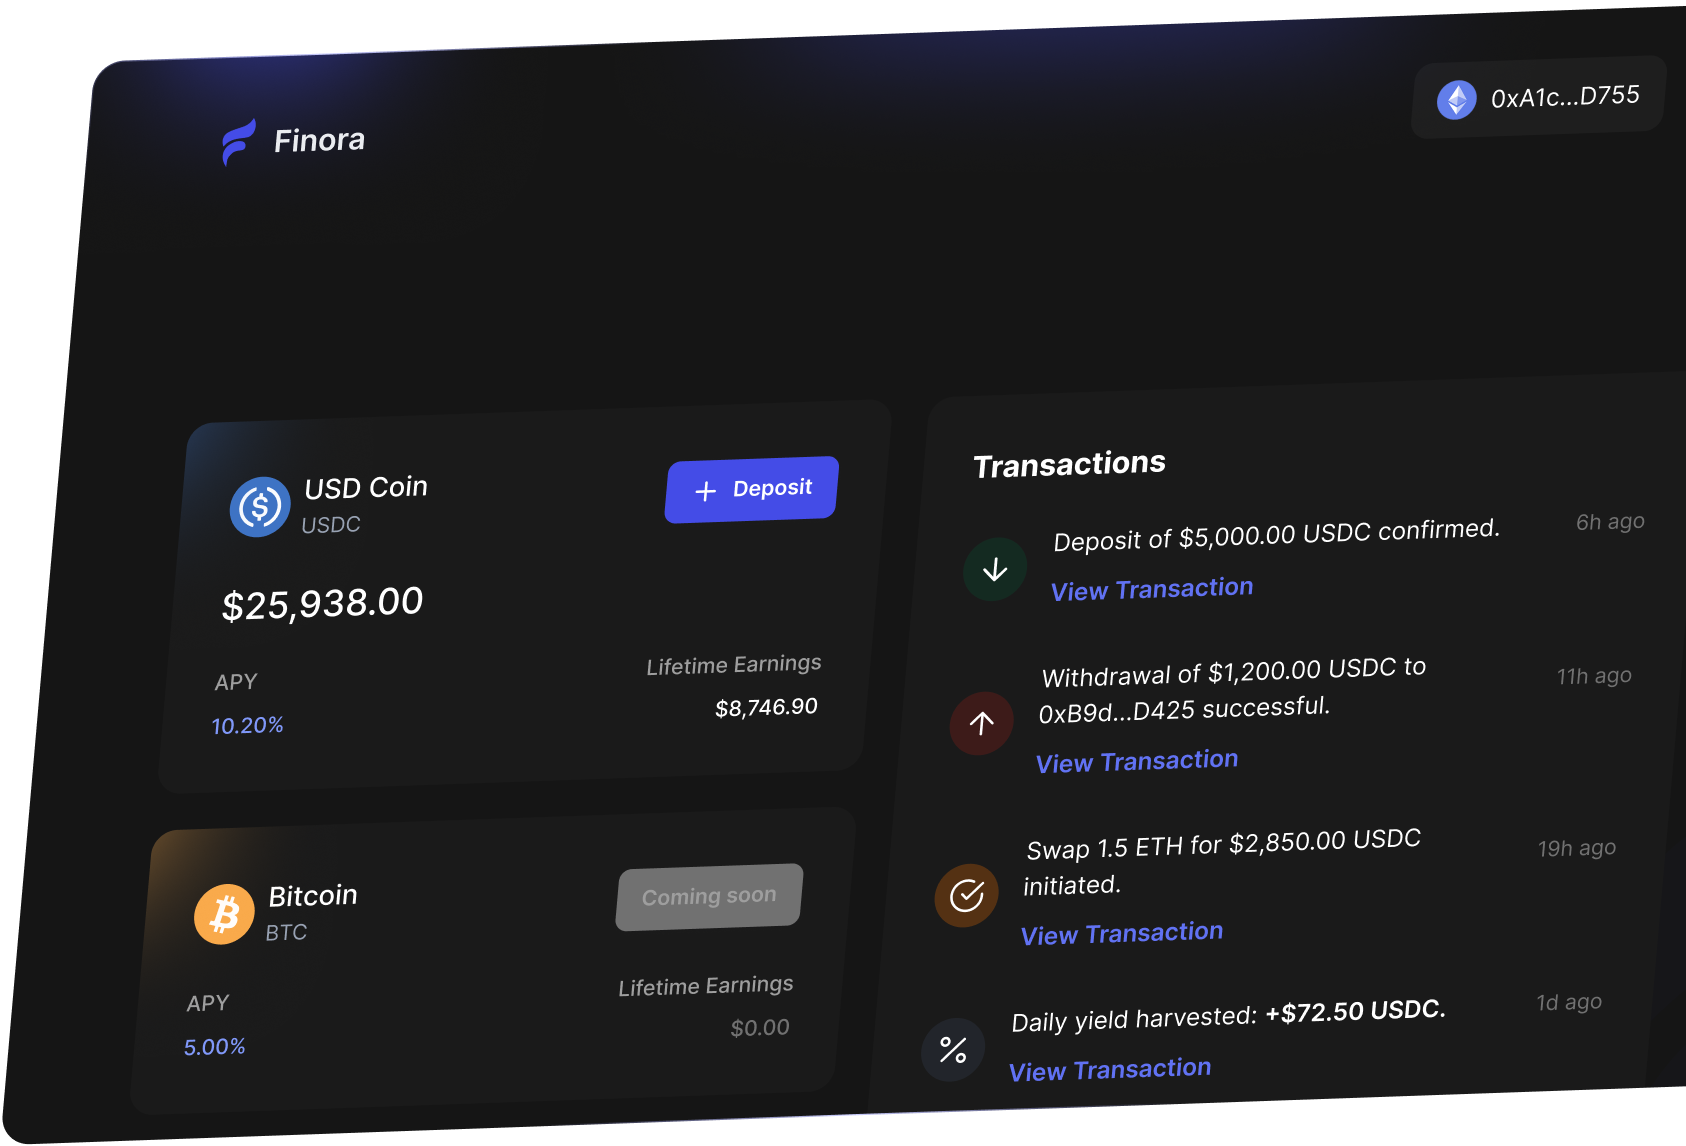 Finora
0xA1c...D755
USD Coin
USDC
Deposit
$25,938.00
APY
10.20%
Lifetime Earnings
$8,746.90
Bitcoin
BTC
Coming soon
APY
5.00%
Lifetime Earnings
$0.00
Transactions
Deposit of $5,000.00 USDC confirmed.
6h ago
View Transaction
Withdrawal of $1,200.00 USDC to
0xB9d...D425 successful.
11h ago
View Transaction
Swap 1.5 ETH for $2,850.00 USDC
initiated.
19h ago
View Transaction
Daily yield harvested: +$72.50 USDC.
1d ago
View Transaction